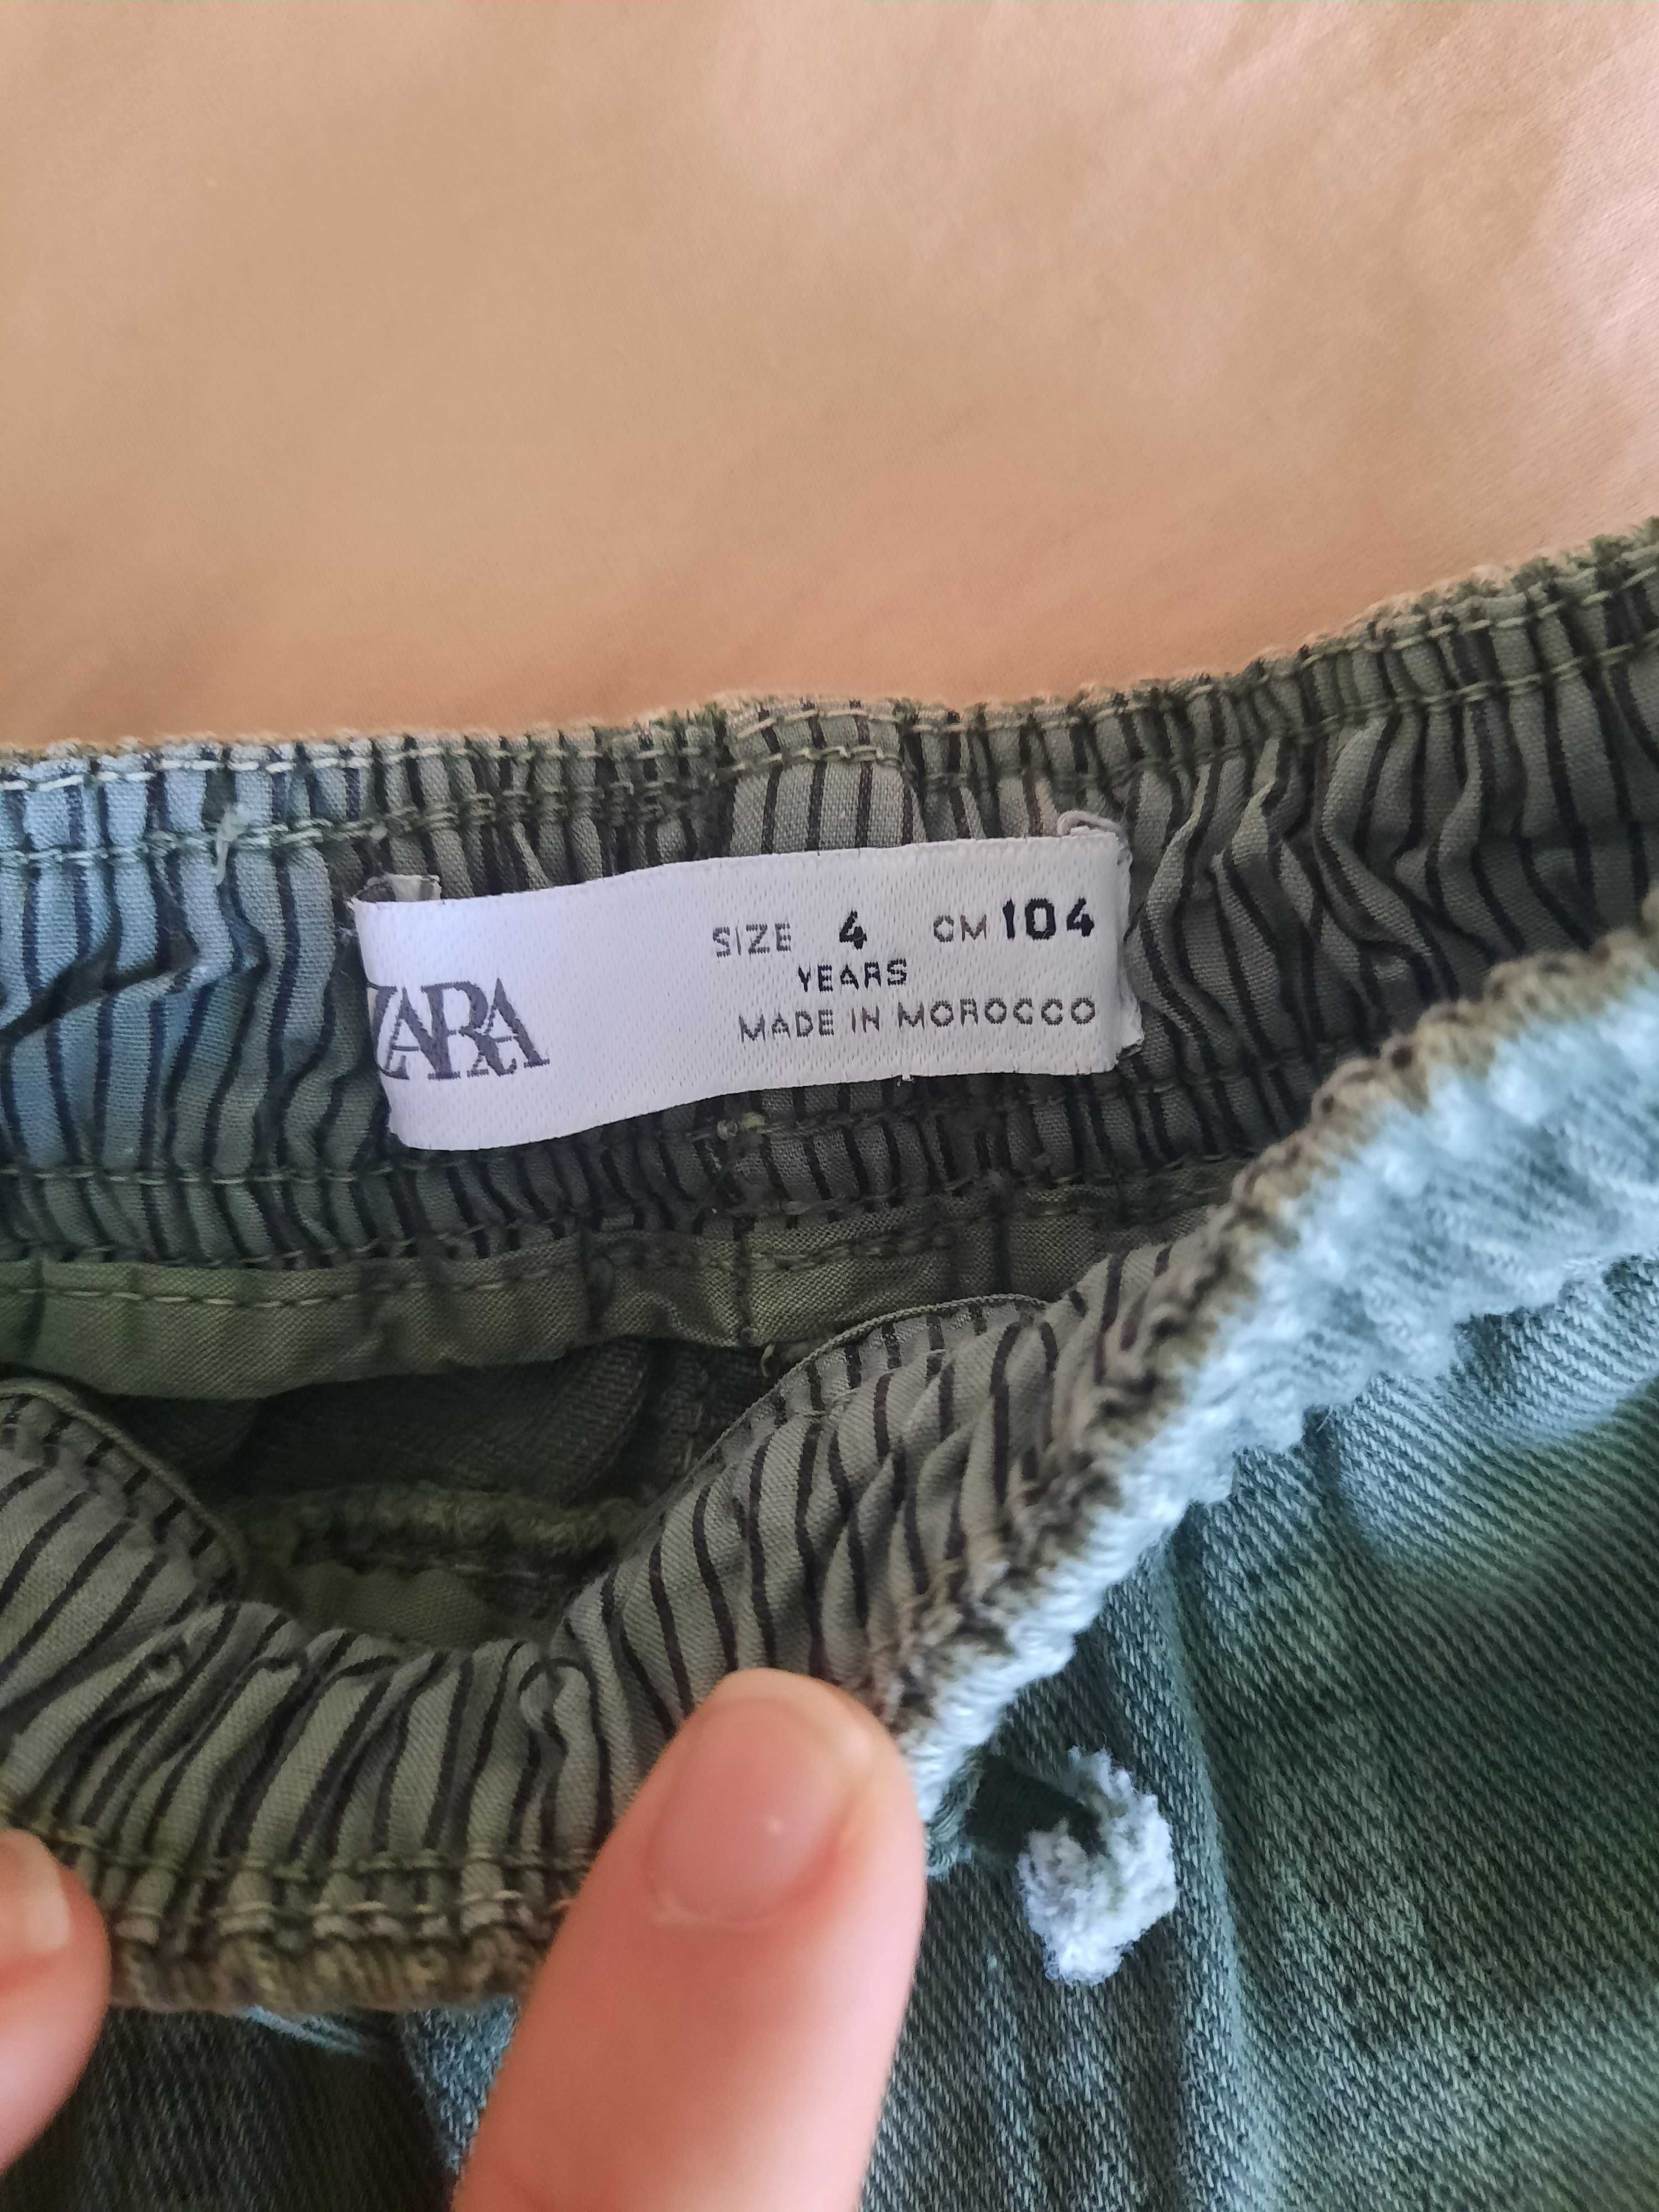 ZARA
SIZE 4 CM 104
YEARS
MADE IN MOROCCO